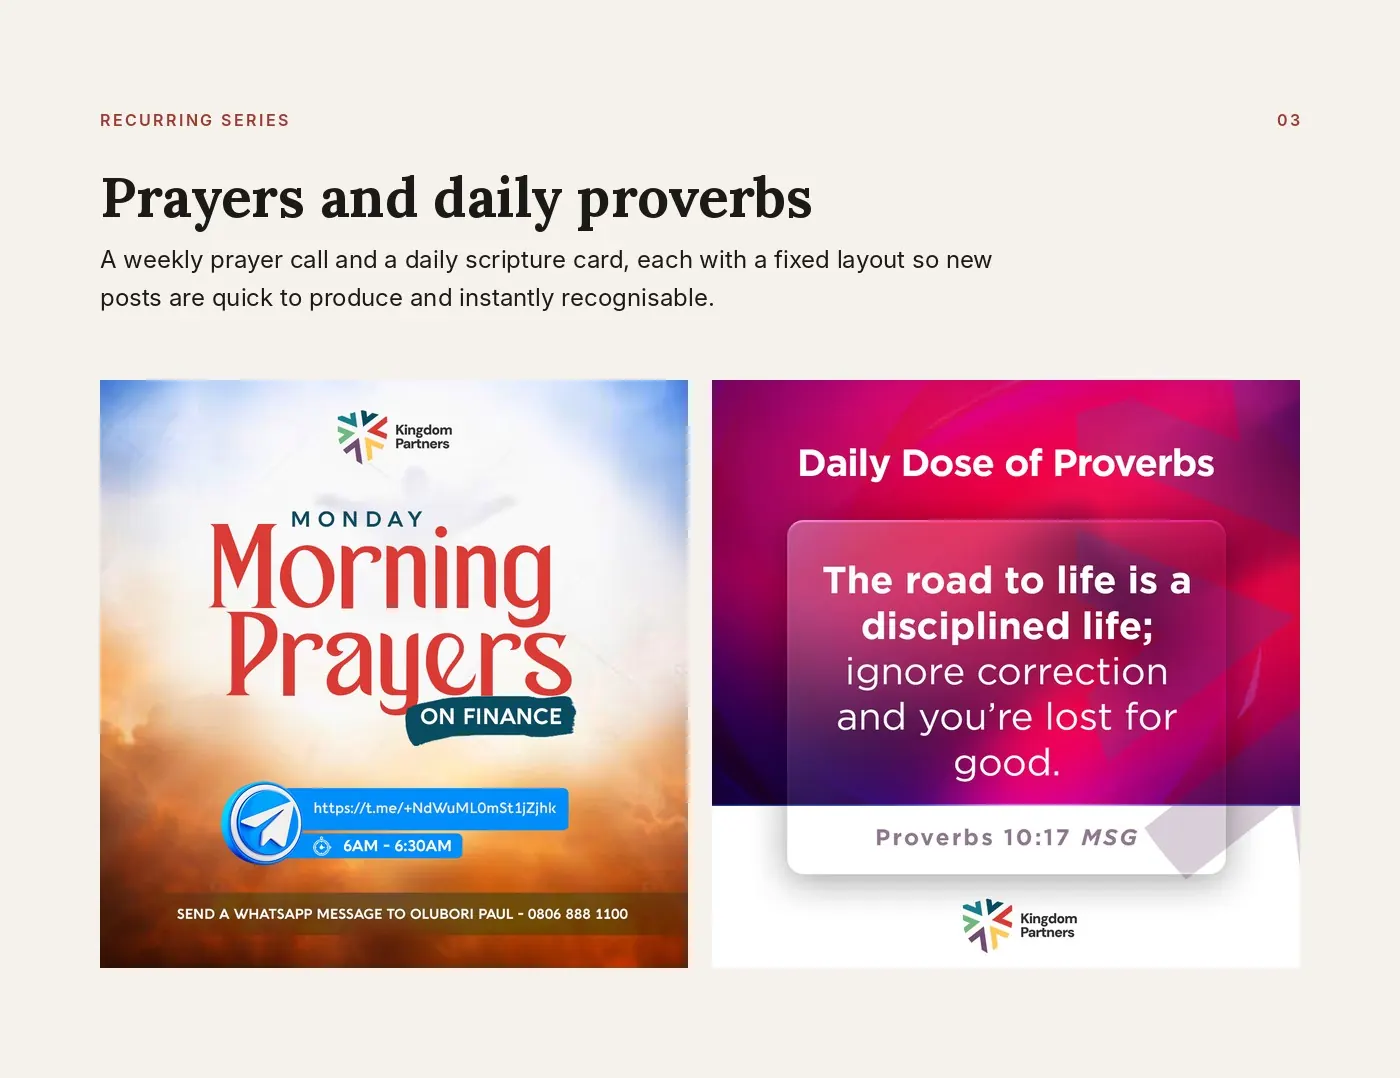 RECURRING SERIES
03
Prayers and daily proverbs
A weekly prayer call and a daily scripture card, each with a fixed layout so new
posts are quick to produce and instantly recognisable.
Kingdom
Partners
MONDAY
Morning
Prayers
ON FINANCE
https://t.me/+NdWuML0mSt1jZjhk
6AM - 6:30AM
SEND A WHATSAPP MESSAGE TO OLUBORI PAUL - 0806 888 1100
Daily Dose of Proverbs
The road to life is a
disciplined life;
ignore correction
and you’re lost for
good.
Proverbs 10:17 MSG
Kingdom
Partners